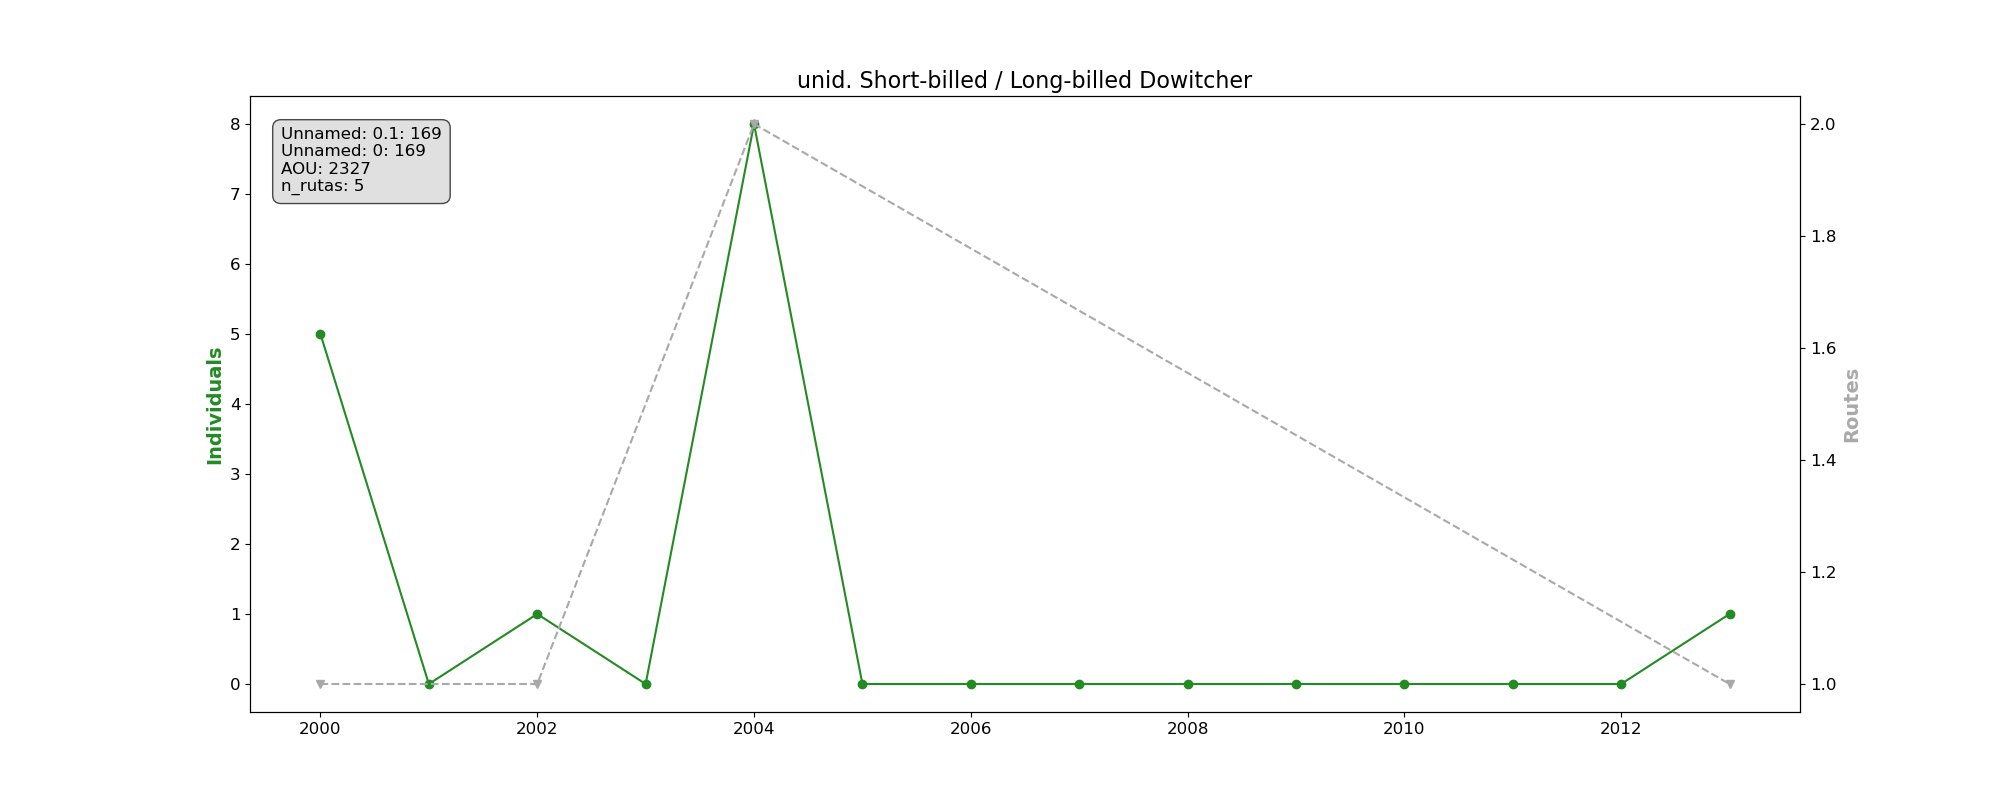 unid. Short-billed / Long-billed Dowitcher
Unnamed: 0.1: 169
Unnamed: 0: 169
AOU: 2327
n_rutas: 5
8
7
6
5
4
3
2
1
0
Individuals
2.0
1.8
1.6
1.4
1.2
1.0
Routes
2000 2002 2004 2006 2008 2010 2012